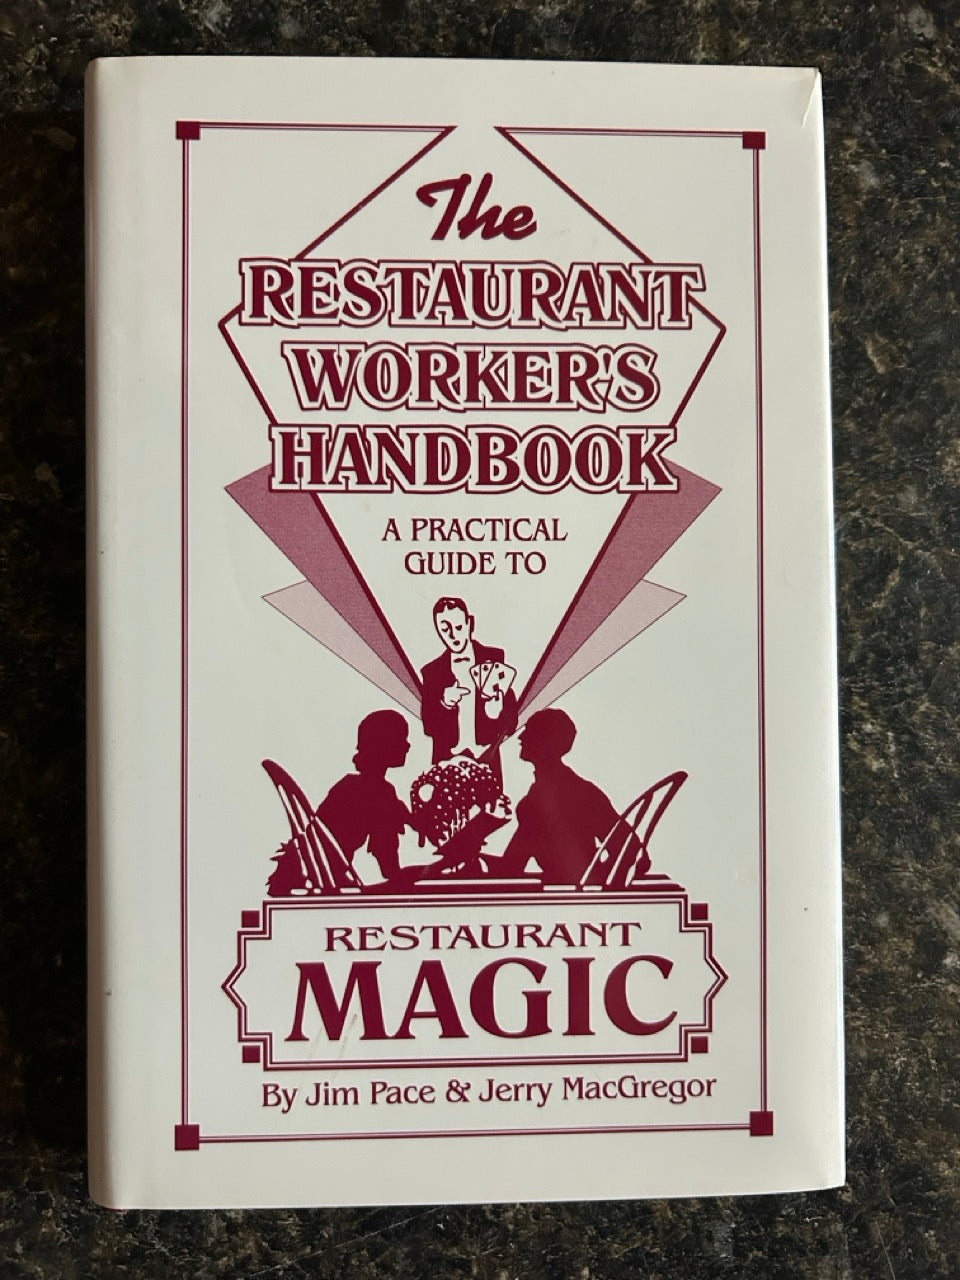 The
RESTAURANT
WORKER'S
HANDBOOK
A PRACTICAL
GUIDE TO
RESTAURANT
MAGIC
By Jim Pace & Jerry MacGregor